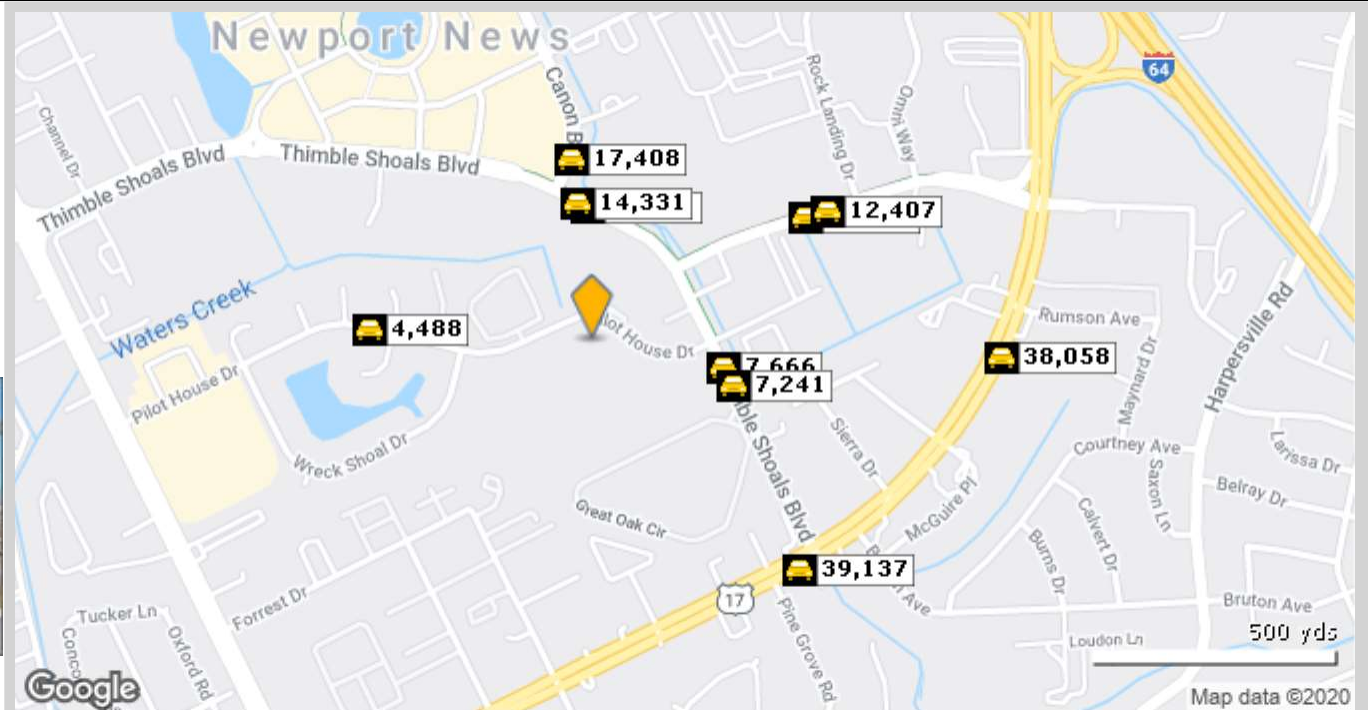 Newport News
64
Channel Dr
Canon B
Rock Landing Dr
Omni Way
Thimble Shoals Blvd
Thimble Shoals Blvd
17,408
14,331
12,407
Waters Creek
4,488
lot House Dr
Rumson Ave
Harpersville Rd
7,666
7,241
38,058
Maynard Dr
Pilot House Dr
ble Shoals Blvd
Sierra Dr
Courtney Ave
Larissa Dr
Wreck Shoal Dr
McGuire Pl
Saxon Ln
Belray Dr
Great Oak Cir
Calvert Dr
Burns Dr
39,137
17
Forrest Dr
Tucker Ln
Oxford Rd
Pine Grove Rd
Bruton Ave
Loudon Ln
500 yds
Google
Map data ©2020